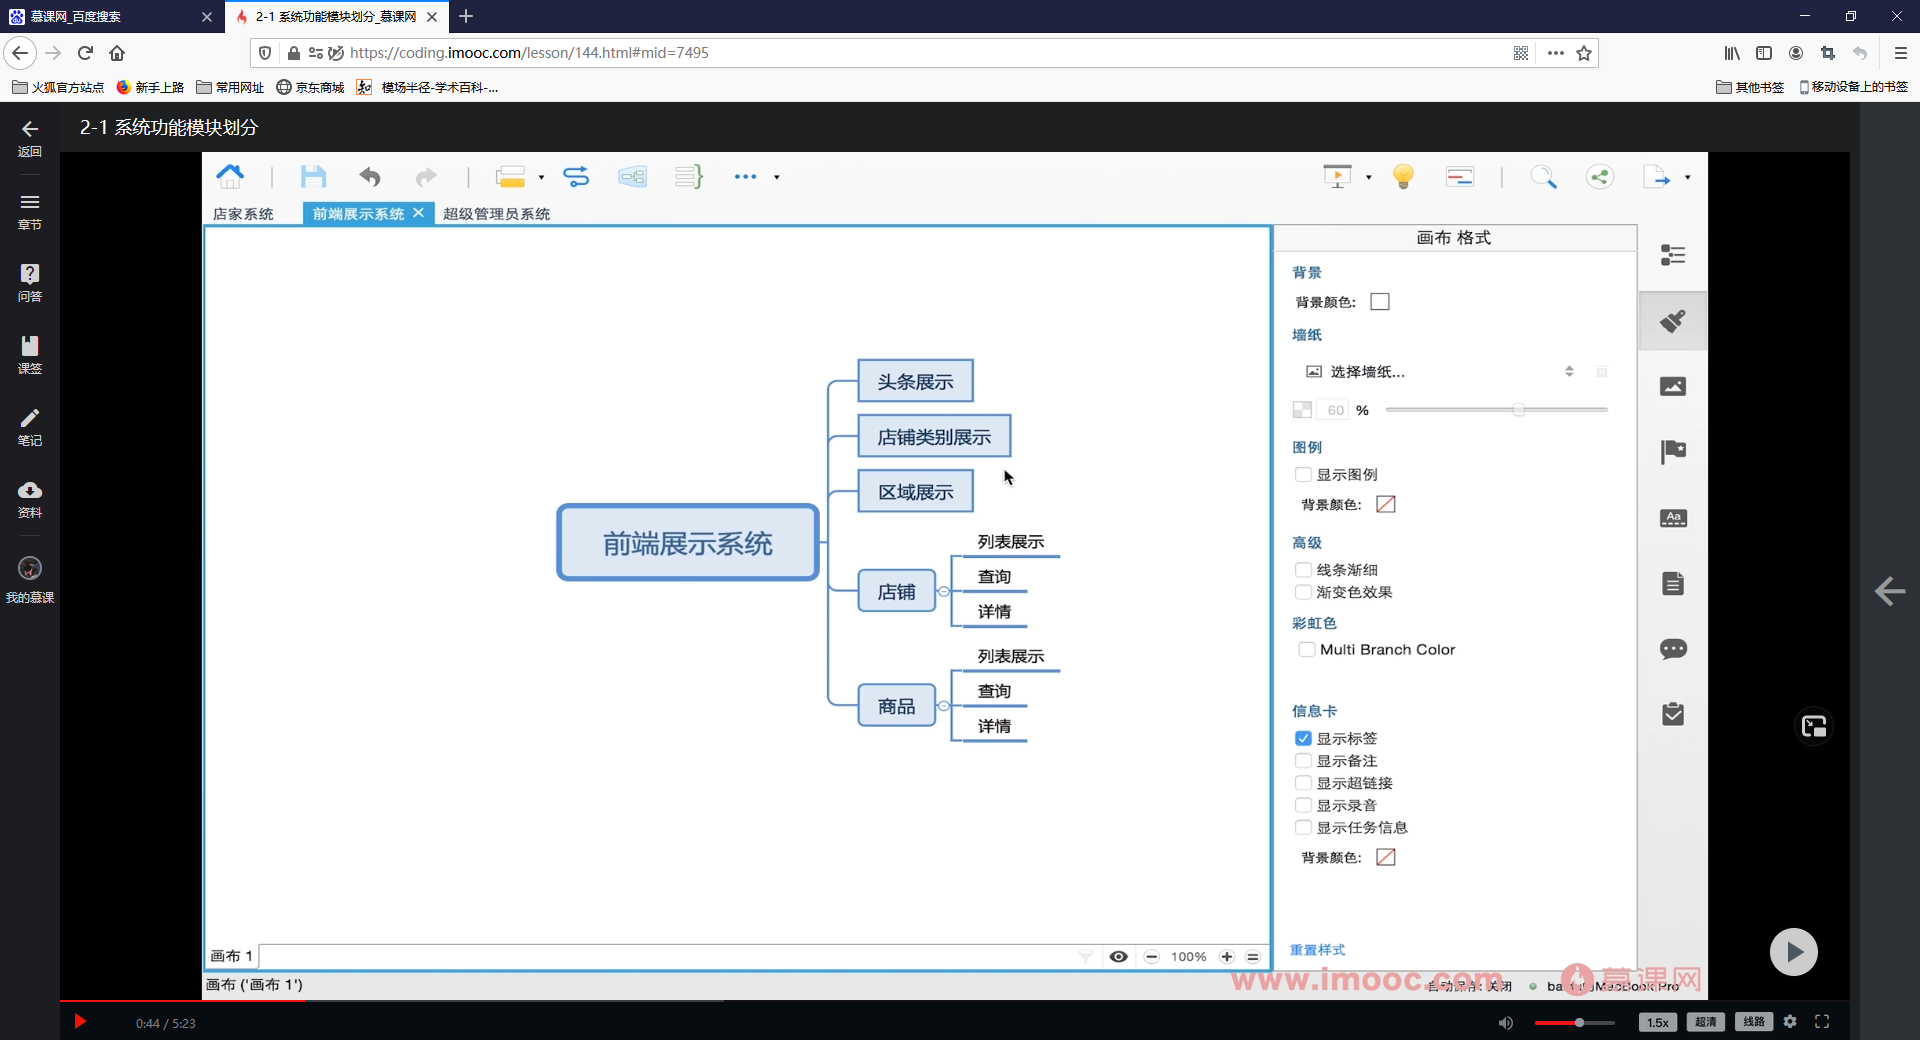 慕课网_百度搜索
2-1 系统功能模块划分_慕课网
https://coding.imooc.com/lesson/144.html#mid=7495
火狐官方站点
新手上路
常用网址
京东商城
模场半径-学术百科-...
其他书签
移动设备上的书签
返回
2-1 系统功能模块划分
章节
问答
课签
笔记
资料
我的慕课
店家系统
前端展示系统
超级管理员系统
头条展示
店铺类别展示
区域展示
前端展示系统
店铺
列表展示
查询
详情
商品
列表展示
查询
详情
画布 格式
背景
背景颜色:
墙纸
选择墙纸...
60 %
图例
显示图例
背景颜色:
高级
线条渐细
渐变色效果
彩虹色
Multi Branch Color
信息卡
显示标签
显示备注
显示超链接
显示录音
显示任务信息
背景颜色:
重置样式
Aa
画布 1
100%
画布 ('画布 1')
www.imooc.com
慕课网
自动保存: 关闭
0:44 / 5:23
1.5x
超清
线路